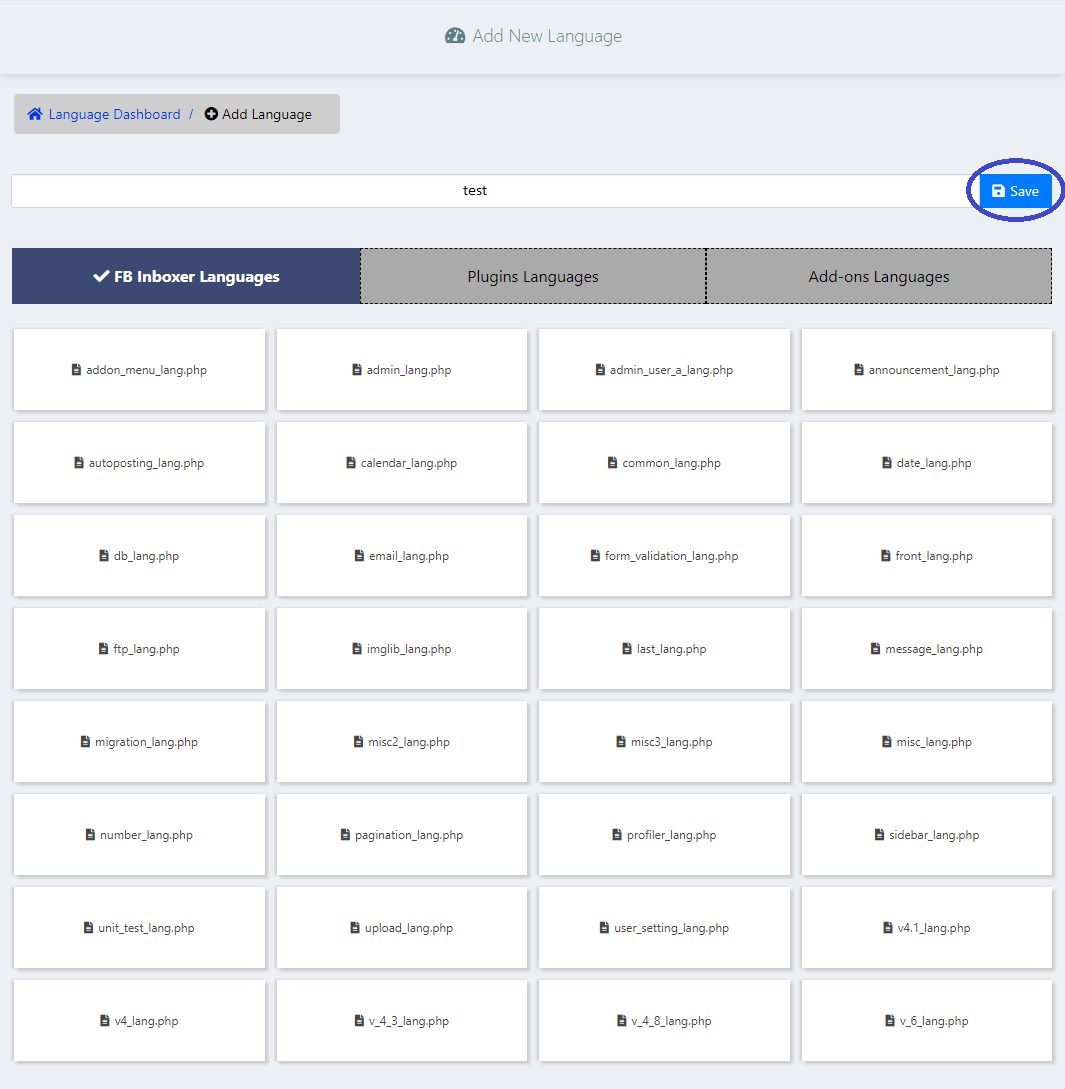 Add New Language
Language Dashboard / Add Language
test
Save
FB Inboxer Languages
Plugins Languages
Add-ons Languages
addon_menu_lang.php
admin_lang.php
admin_user_a_lang.php
announcement_lang.php
autoposting_lang.php
calendar_lang.php
common_lang.php
date_lang.php
db_lang.php
email_lang.php
form_validation_lang.php
front_lang.php
ftp_lang.php
imglib_lang.php
last_lang.php
message_lang.php
migration_lang.php
misc2_lang.php
misc3_lang.php
misc_lang.php
number_lang.php
pagination_lang.php
profiler_lang.php
sidebar_lang.php
unit_test_lang.php
upload_lang.php
user_setting_lang.php
v4.1_lang.php
v4_lang.php
v_4_3_lang.php
v_4_8_lang.php
v_6_lang.php